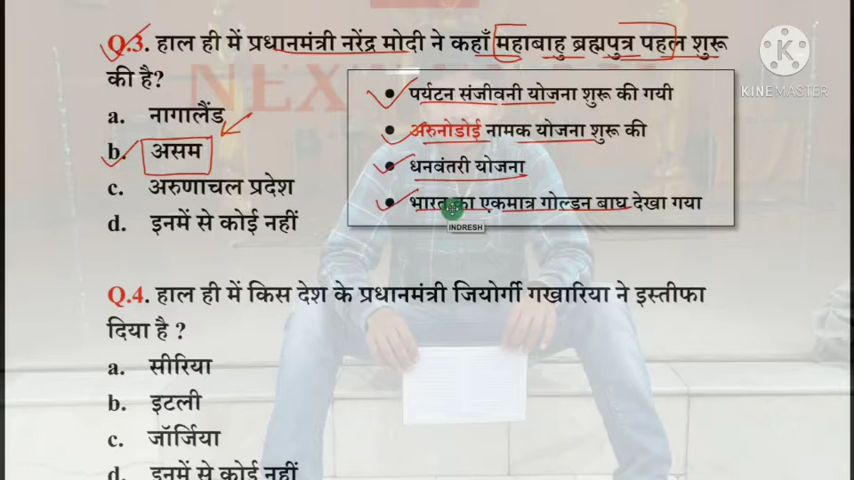 Q.3. हाल ही में प्रधानमंत्री नरेंद्र मोदी ने कहाँ महाबाहु ब्रह्मपुत्र पहल शुरू
की है?
a. नागालैंड
b. असम
c. अरुणाचल प्रदेश
d. इनमें से कोई नहीं
• पर्यटन संजीवनी योजना शुरू की गयी
• अरुनोडोई नामक योजना शुरू की
• धनवंतरी योजना
• भारत का एकमात्र गोल्डन बाघ देखा गया
INDRESH
KINEMASTER
NEXT
Q.4. हाल ही में किस देश के प्रधानमंत्री जियोर्गी गखारिया ने इस्तीफा
दिया है ?
a. सीरिया
b. इटली
c. जॉर्जिया
d. इनमें से कोई नहीं